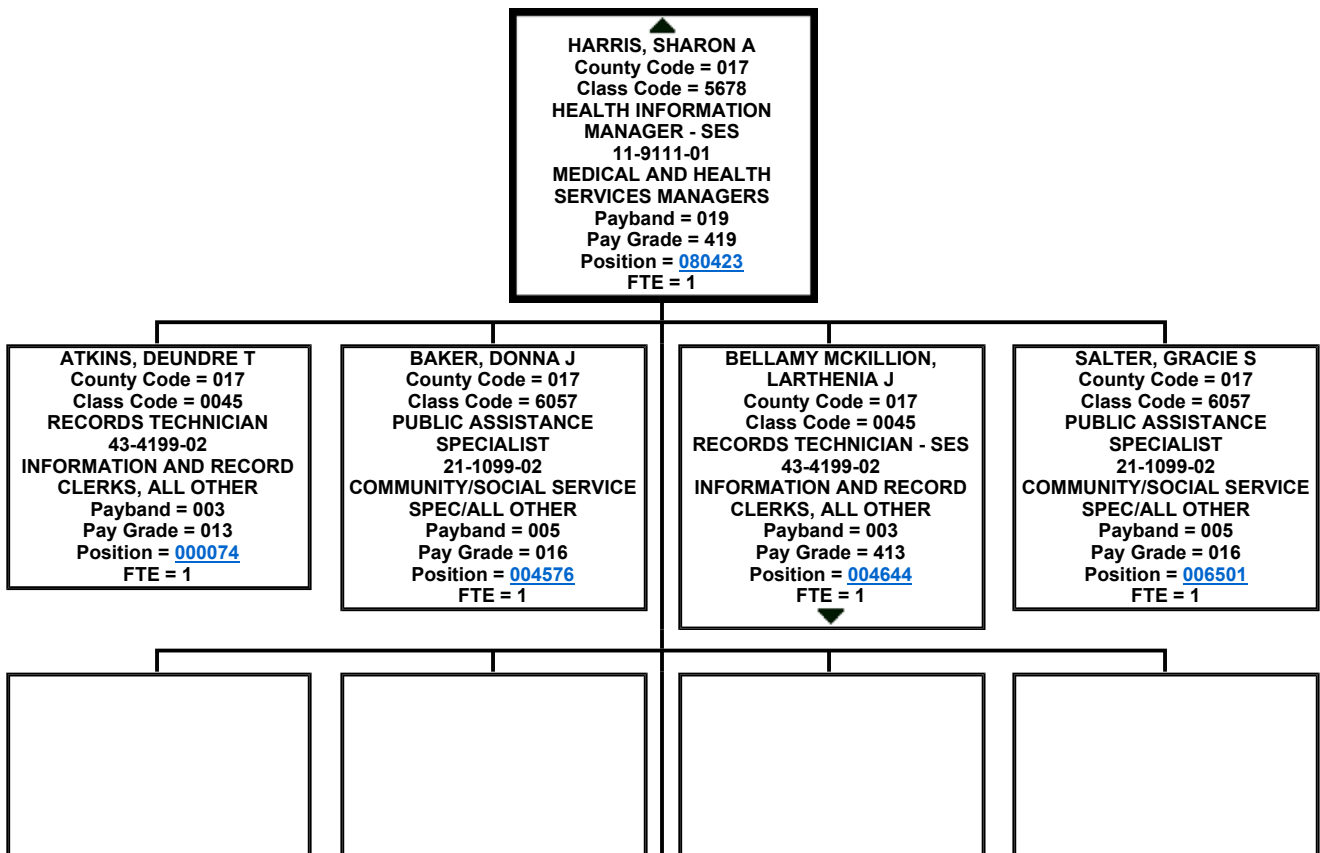 HARRIS, SHARON A
County Code = 017
Class Code = 5678
HEALTH INFORMATION
MANAGER - SES
11-9111-01
MEDICAL AND HEALTH
SERVICES MANAGERS
Payband = 019
Pay Grade = 419
Position = 080423
FTE = 1
ATKINS, DEUNDRE T
County Code = 017
Class Code = 0045
RECORDS TECHNICIAN
43-4199-02
INFORMATION AND RECORD
CLERKS, ALL OTHER
Payband = 003
Pay Grade = 013
Position = 000074
FTE = 1
BAKER, DONNA J
County Code = 017
Class Code = 6057
PUBLIC ASSISTANCE
SPECIALIST
21-1099-02
COMMUNITY/SOCIAL SERVICE
SPEC/ALL OTHER
Payband = 005
Pay Grade = 016
Position = 004576
FTE = 1
BELLAMY MCKILLION,
LARTHENIA J
County Code = 017
Class Code = 0045
RECORDS TECHNICIAN - SES
43-4199-02
INFORMATION AND RECORD
CLERKS, ALL OTHER
Payband = 003
Pay Grade = 413
Position = 004644
FTE = 1
SALTER, GRACIE S
County Code = 017
Class Code = 6057
PUBLIC ASSISTANCE
SPECIALIST
21-1099-02
COMMUNITY/SOCIAL SERVICE
SPEC/ALL OTHER
Payband = 005
Pay Grade = 016
Position = 006501
FTE = 1